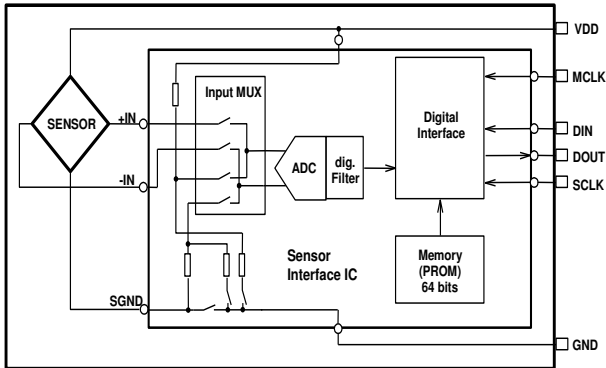 VDD
MCLK
Input MUX
+IN
SENSOR
Digital
Interface
DIN
DOUT
ADC
dig.
Filter
-IN
SCLK
Sensor
Interface IC
Memory
(PROM)
64 bits
SGND
GND